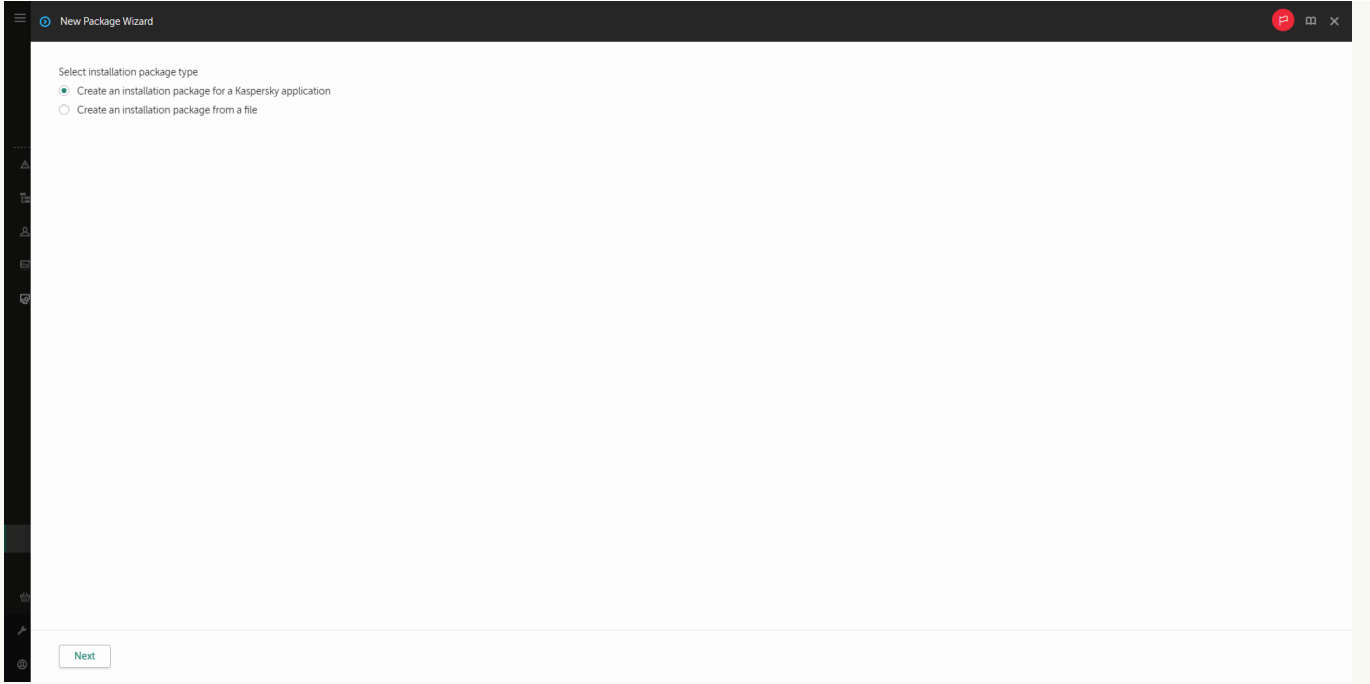 New Package Wizard
Select installation package type
Create an installation package for a Kaspersky application
Create an installation package from a file
Next